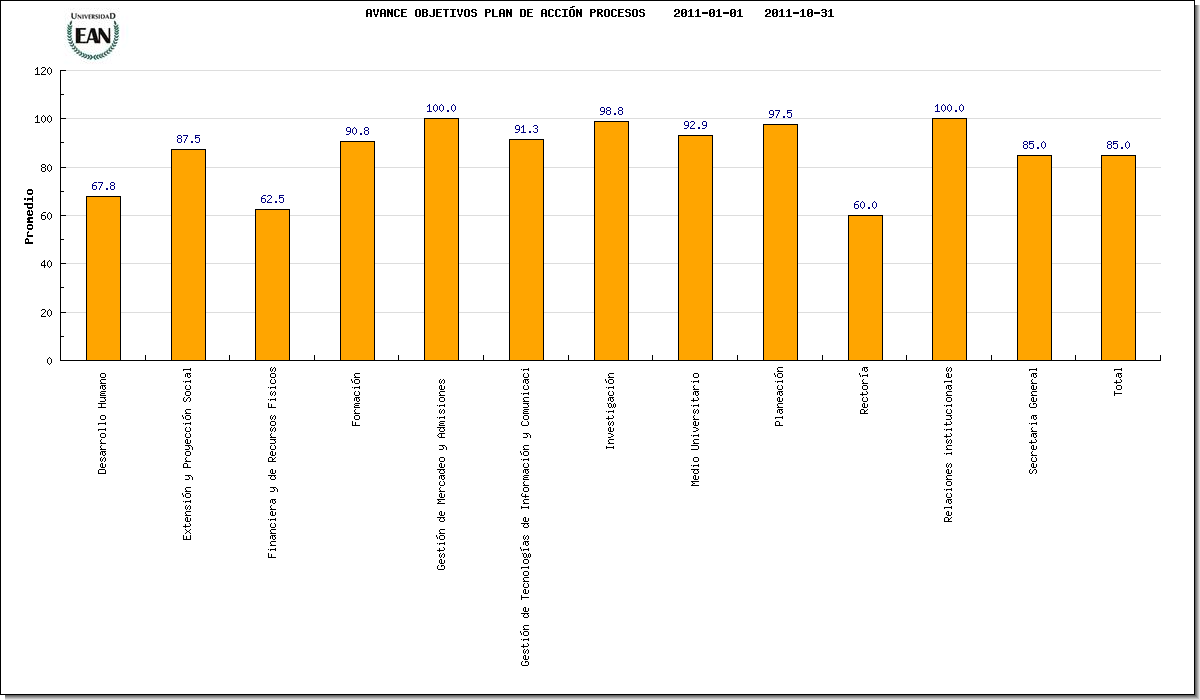 UNIVERSIDAD
EAN
AVANCE OBJETIVOS PLAN DE ACCIÓN PROCESOS 2011-01-01 2011-10-31
Promedio
120
100
80
60
40
20
0
67.8
87.5
62.5
90.8
100.0
91.3
98.8
92.9
97.5
60.0
100.0
85.0
85.0
Desarrollo Humano
Extensión y Proyección Social
Financiera y de Recursos Físicos
Formación
Gestión de Mercadeo y Admisiones
Gestión de Tecnologías de Información y Comunicaci
Investigación
Medio Universitario
Planeación
Rectoría
Relaciones institucionales
Secretaria General
Total